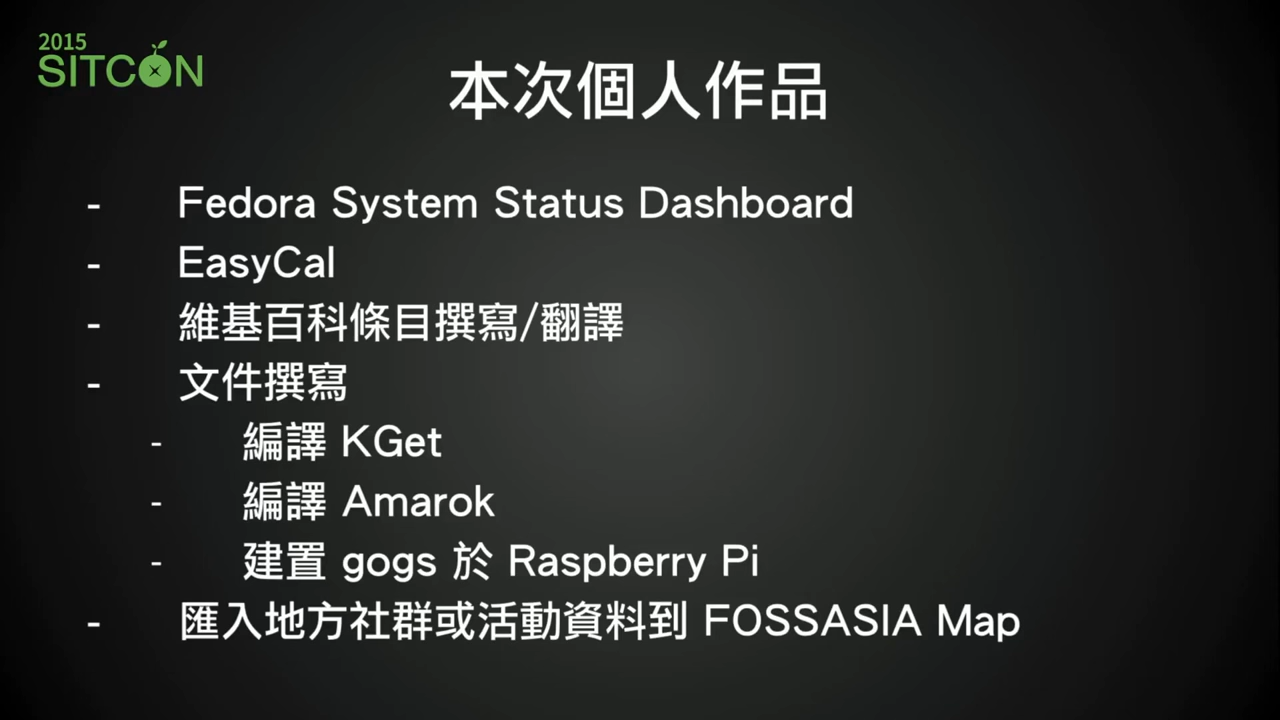 2015
SITCON
本次個人作品
- Fedora System Status Dashboard
- EasyCal
- 維基百科條目撰寫/翻譯
- 文件撰寫
- 編譯 KGet
- 編譯 Amarok
- 建置 gogs 於 Raspberry Pi
- 匯入地方社群或活動資料到 FOSSASIA Map